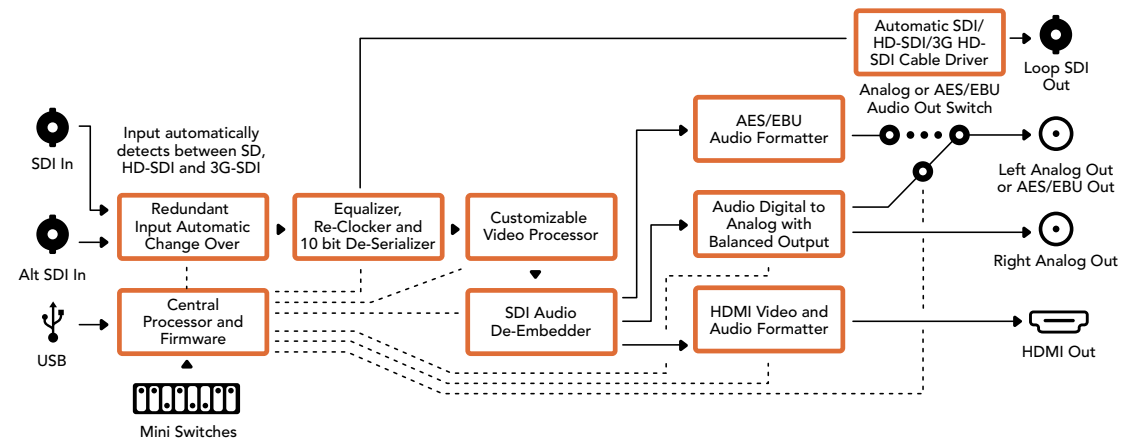 Automatic SDI/
HD-SDI/3G HD-
SDI Cable Driver
Loop SDI
Out
Analog or AES/EBU
Audio Out Switch
SDI In
Input automatically
detects between SD,
HD-SDI and 3G-SDI
AES/EBU
Audio Formatter
Left Analog Out
or AES/EBU Out
Alt SDI In
Redundant
Input Automatic
Change Over
Equalizer,
Re-Clocker and
10 bit De-Serializer
Customizable
Video Processor
Audio Digital to
Analog with
Balanced Output
Right Analog Out
USB
Central
Processor and
Firmware
SDI Audio
De-Embedder
HDMI Video and
Audio Formatter
HDMI Out
Mini Switches